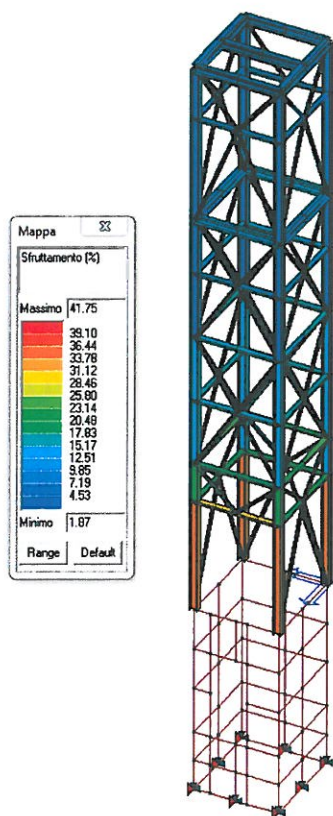 Mappa
Sfruttamento (%)
Massimo 41.75
39.10
36.44
33.78
31.12
28.46
25.80
23.14
20.48
17.83
15.17
12.51
9.85
7.19
4.53
Minimo 1.87
Range Default